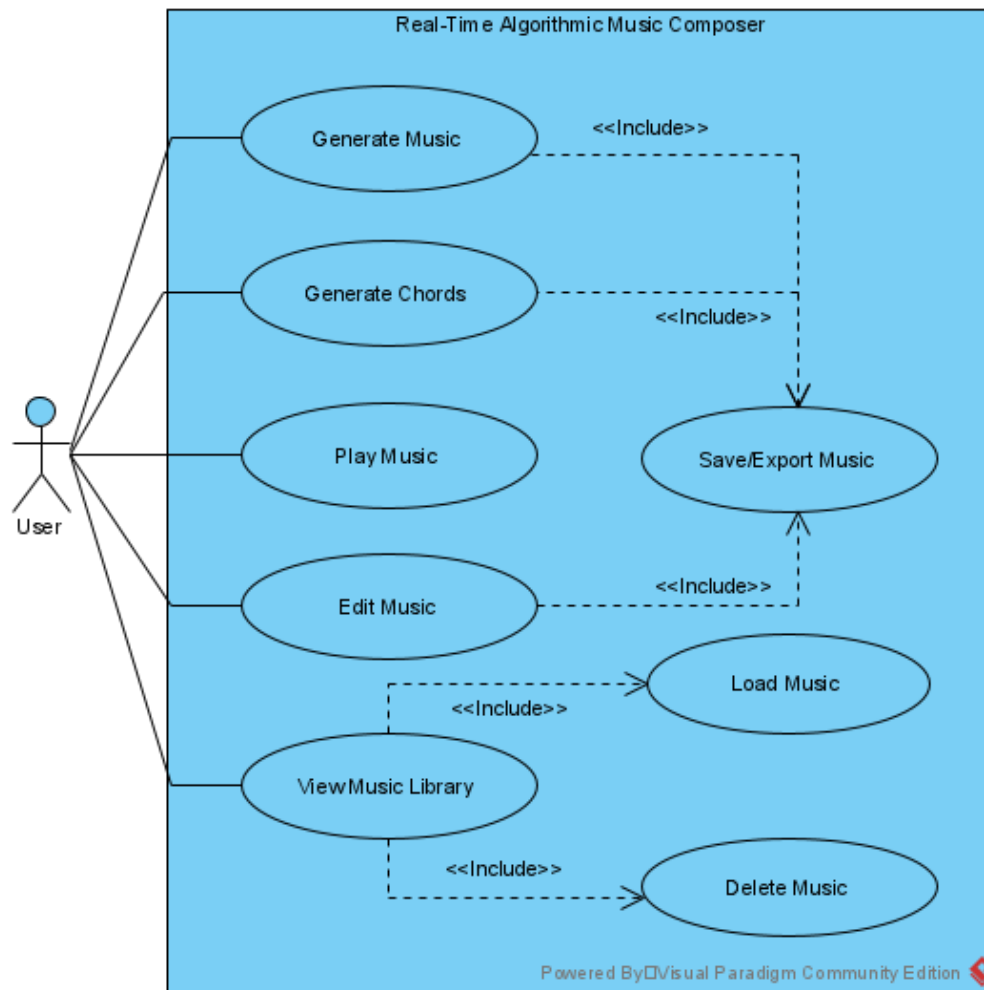 Real-Time Algorithmic Music Composer
Generate Music
<<Include>>
Generate Chords
<<Include>>
Play Music
Save/Export Music
User
Edit Music
<<Include>>
Load Music
<<Include>>
View Music Library
<<Include>>
Delete Music
Powered By□Visual Paradigm Community Edition